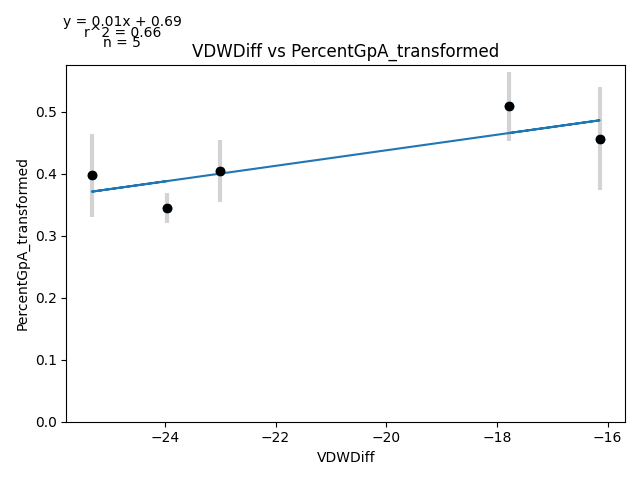 y = 0.01x + 0.69
r^2 = 0.66
n = 5
VDWDiff vs PercentGpA_transformed
PercentGpA_transformed
0.5
0.4
0.3
0.2
0.1
0.0
−24
−22
−20
−18
−16
VDWDiff